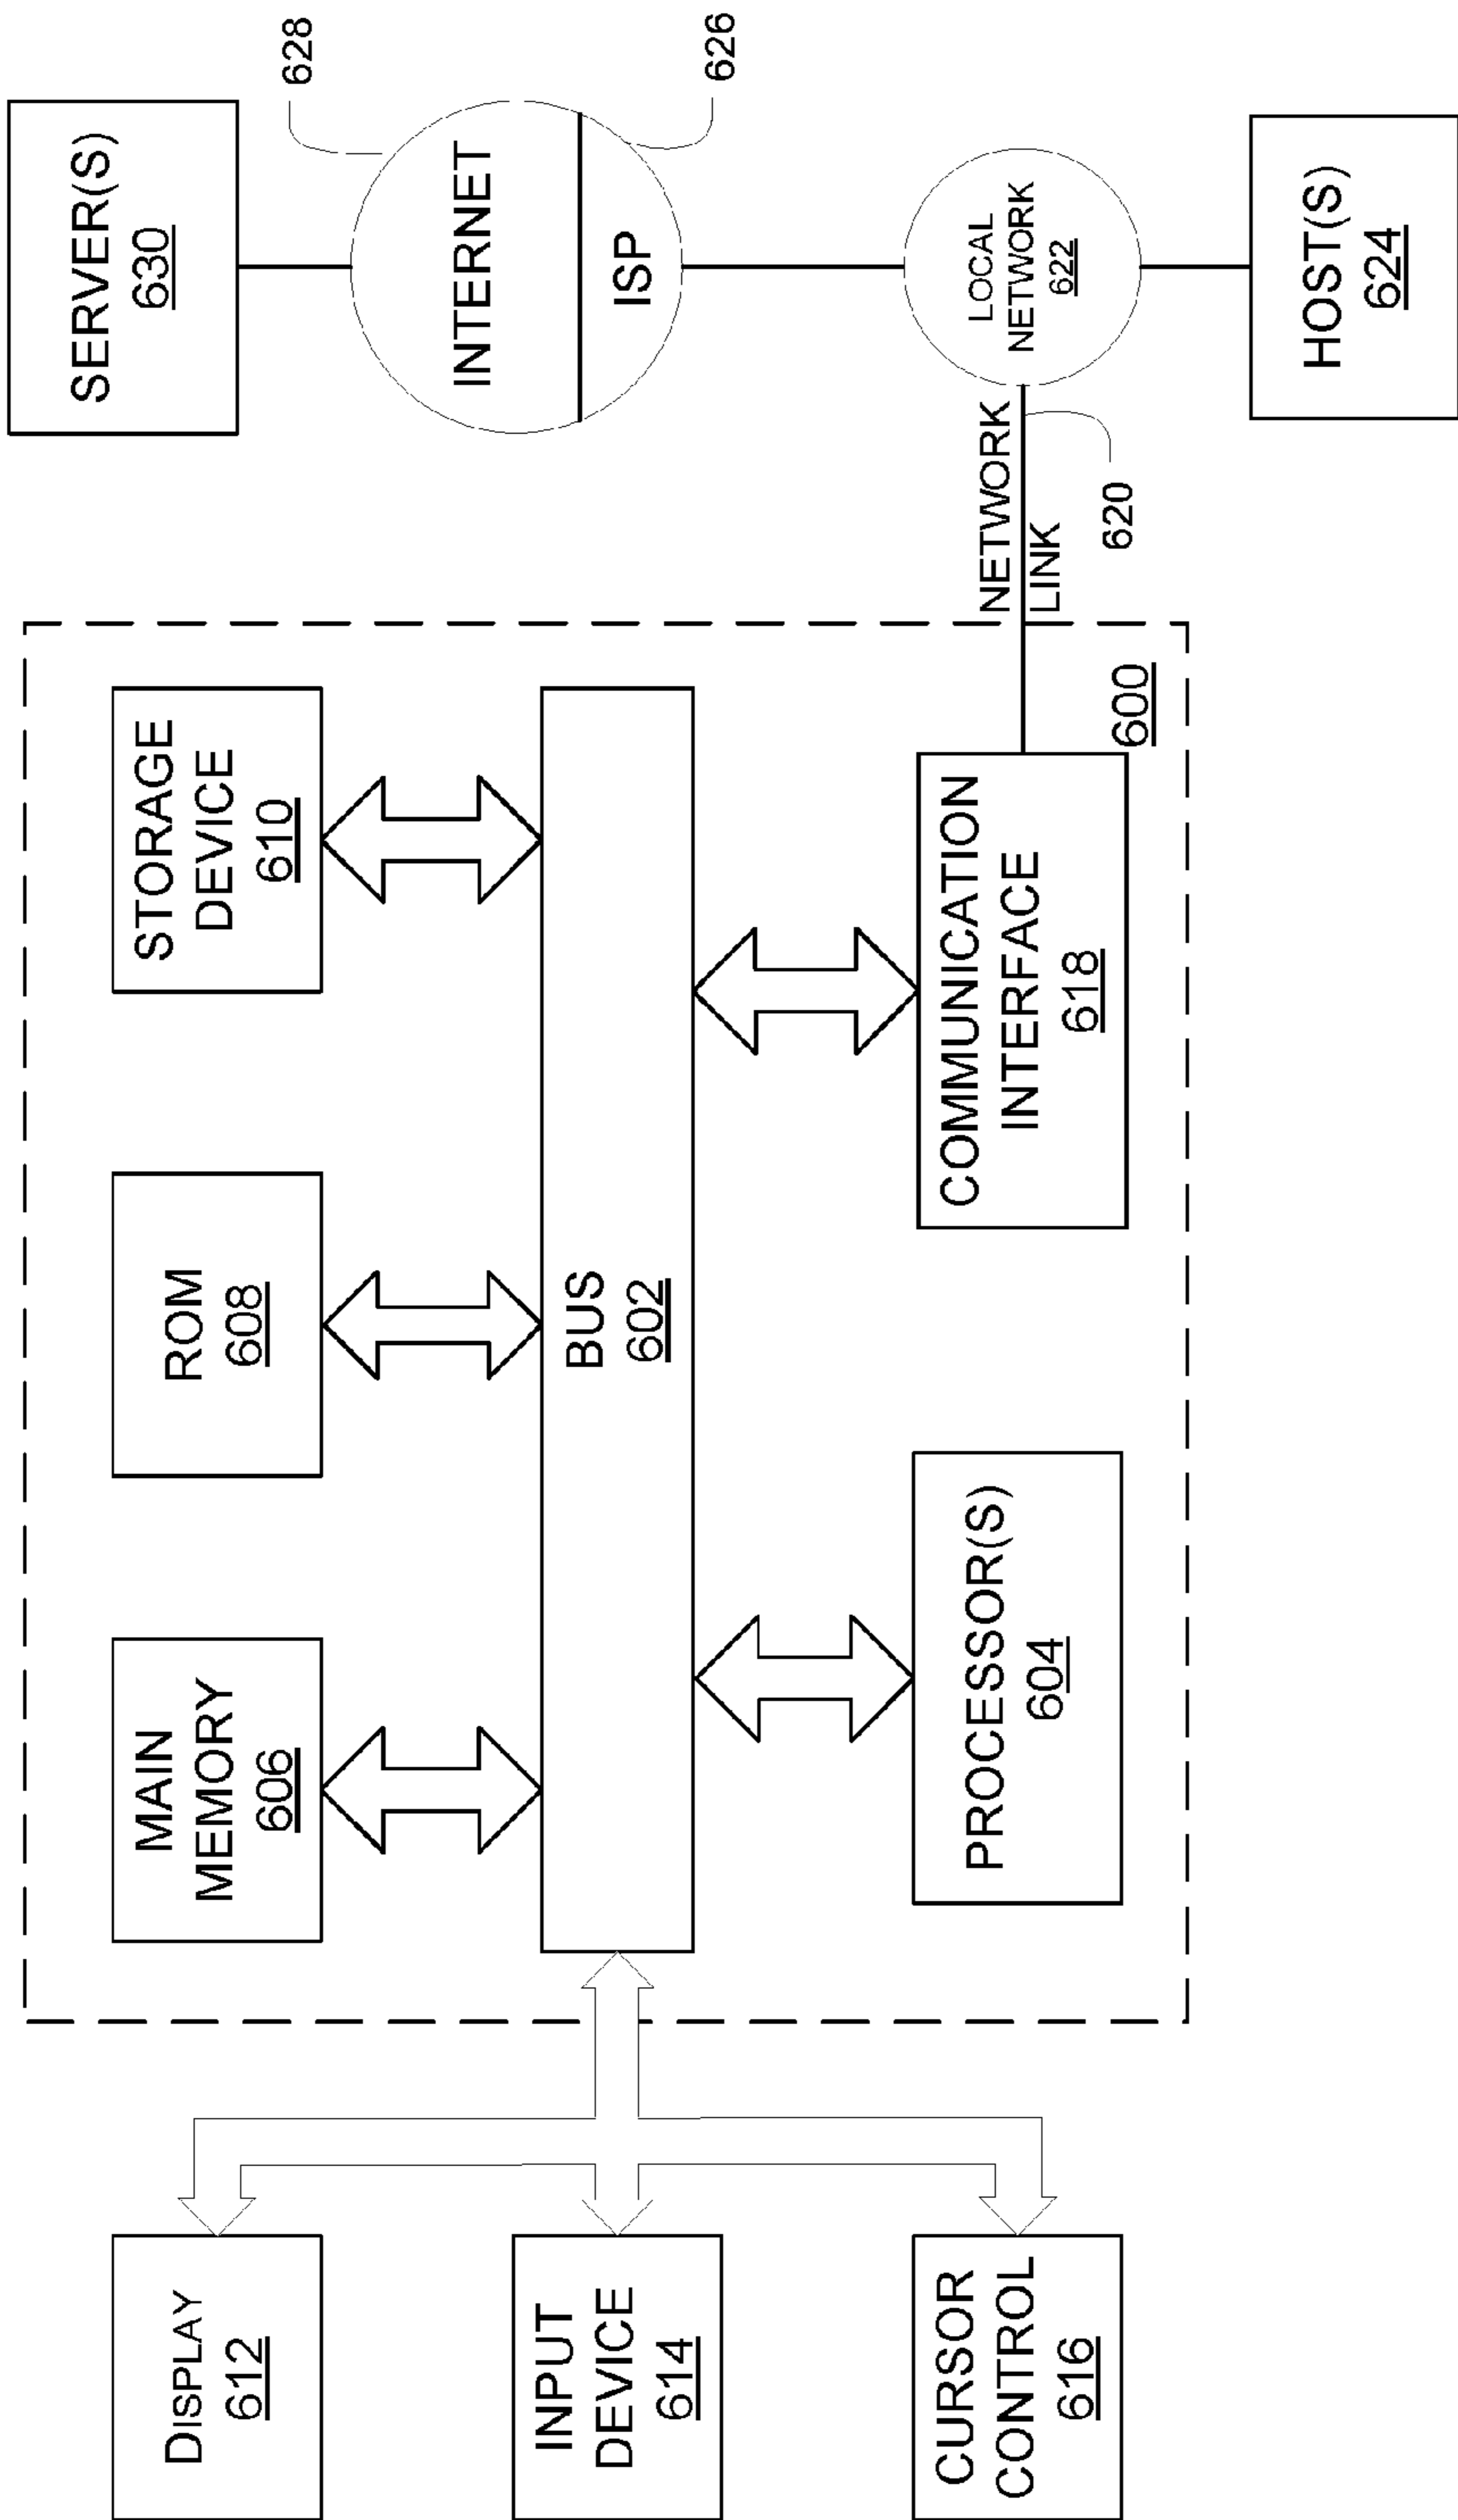 DISPLAY
612
INPUT
DEVICE
614
CURSOR
CONTROL
616
MAIN
MEMORY
606
ROM
608
STORAGE
DEVICE
610
BUS
602
PROCESSOR(S)
604
COMMUNICATION
INTERFACE
618
600
NETWORK
LINK
620
SERVER(S)
630
628
INTERNET
ISP
626
LOCAL
NETWORK
622
HOST(S)
624